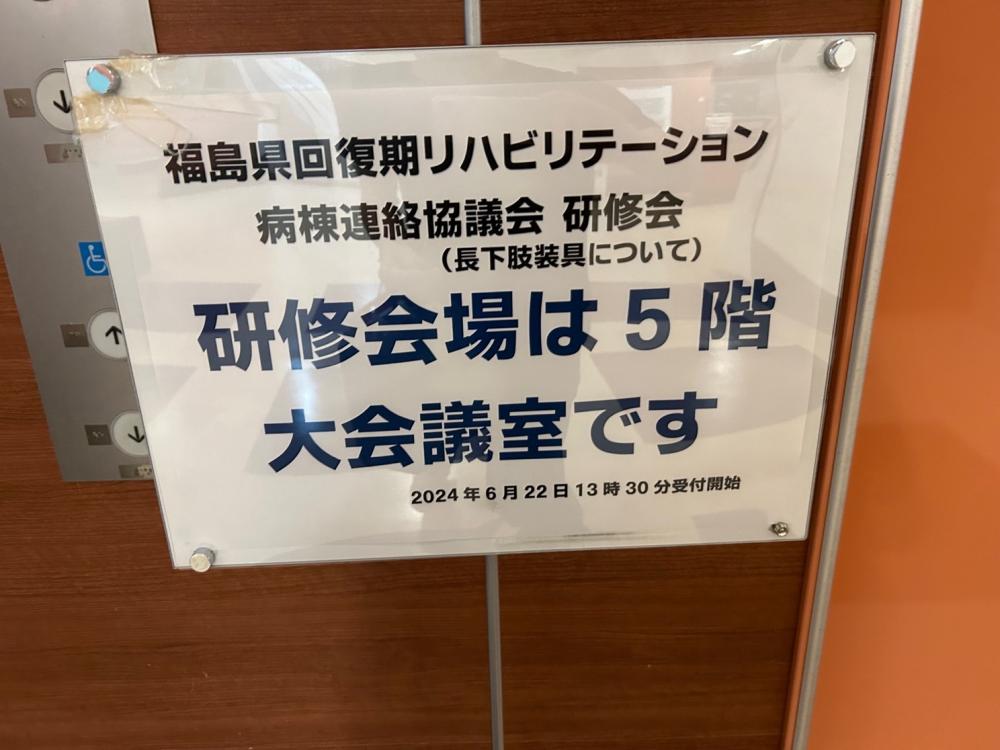 福島県回復期リハビリテーション
病棟連絡協議会 研修会
（長下肢装具について）
研修会場は5階
大会議室です
2024年6月22日13時30分受付開始